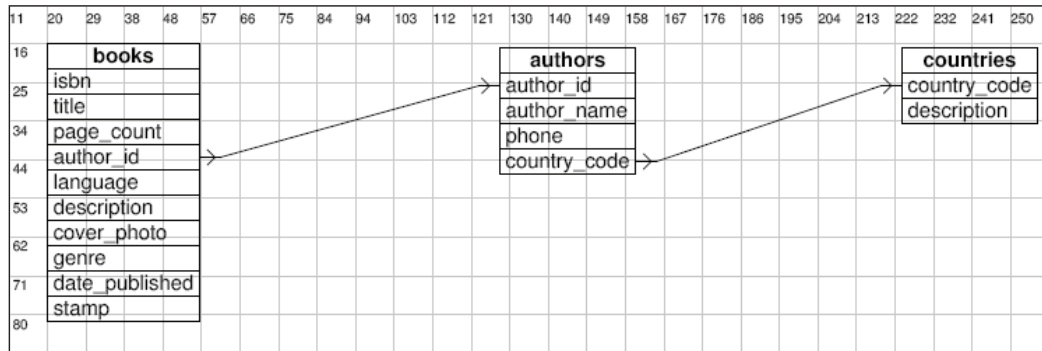 11 20 29 38 48 57 66 75 84 94 103 112 121 130 140 149 158 167 176 186 195 204 213 222 232 241 250
16
25
34
44
53
62
71
80
books
isbn
title
page_count
author_id
language
description
cover_photo
genre
date_published
stamp
authors
author_id
author_name
phone
country_code
countries
country_code
description